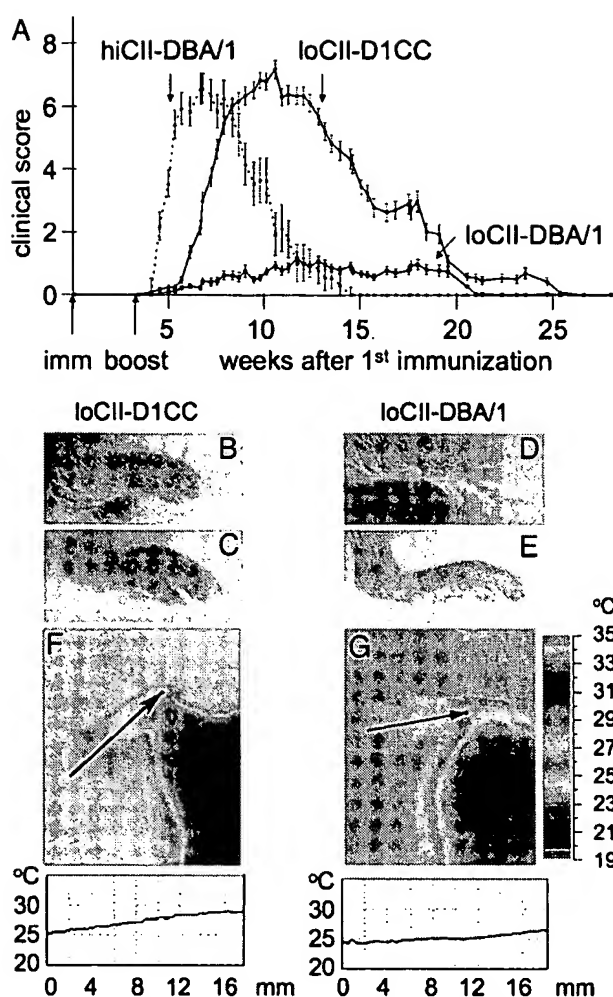 A
8
6
4
2
0
clinical score
hiCII-DBA/1
loCII-D1CC
loCII-DBA/1
5 10 15 20 25
imm boost weeks after 1st immunization
loCII-D1CC loCII-DBA/1
B D
C E
F G
ºC
35
33
31
29
27
25
23
21
19
ºC
30
25
20
0 4 8 12 16 mm
ºC
30
25
20
0 4 8 12 16 mm